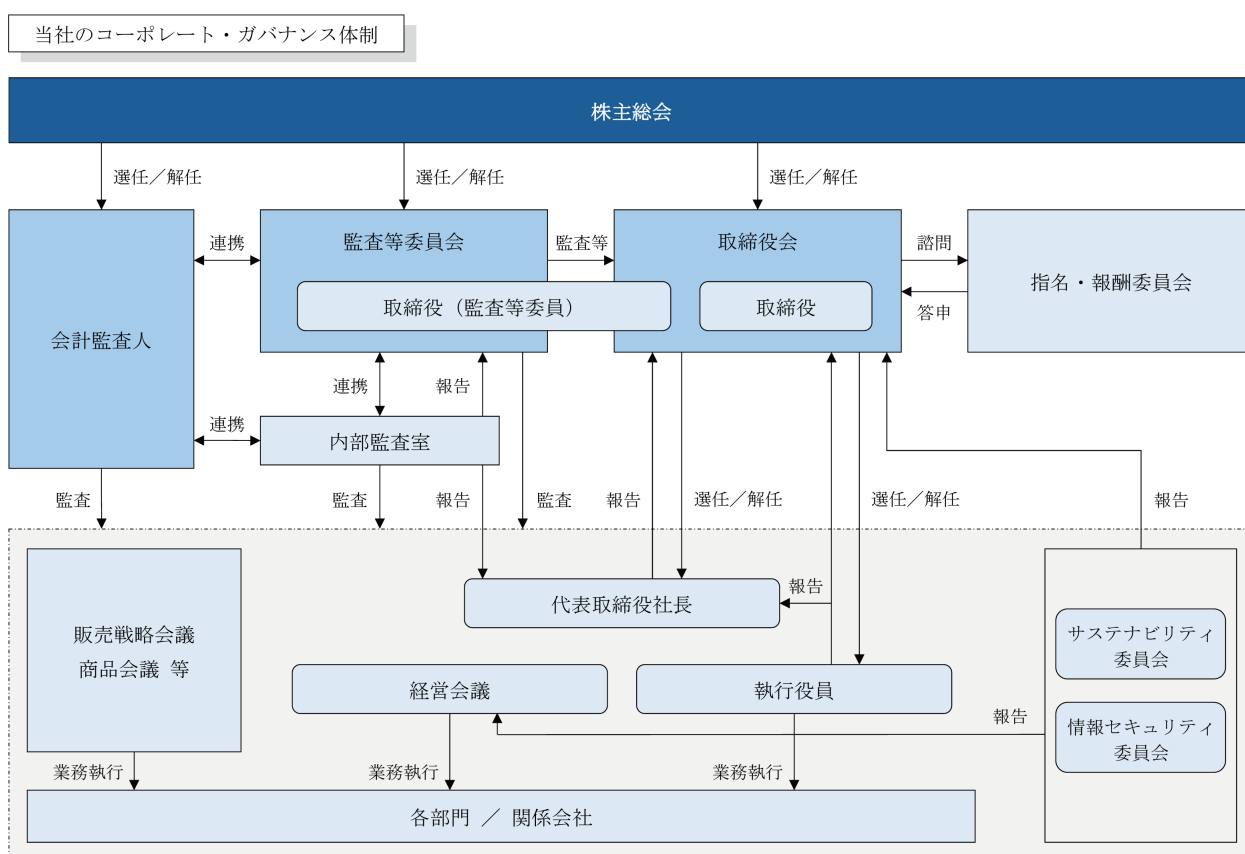 当社のコーポレート・ガバナンス体制
株主総会
選任／解任
選任／解任
選任／解任
会計監査人
連携
監査等委員会
監査等
取締役会
諮問
答申
指名・報酬委員会
取締役（監査等委員）
取締役
連携
報告
連携
内部監査室
監査
監査
報告
監査
報告
選任／解任
選任／解任
報告
販売戦略会議
商品会議 等
代表取締役社長
報告
サステナビリティ
委員会
経営会議
執行役員
報告
情報セキュリティ
委員会
業務執行
業務執行
業務執行
各部門 ／ 関係会社